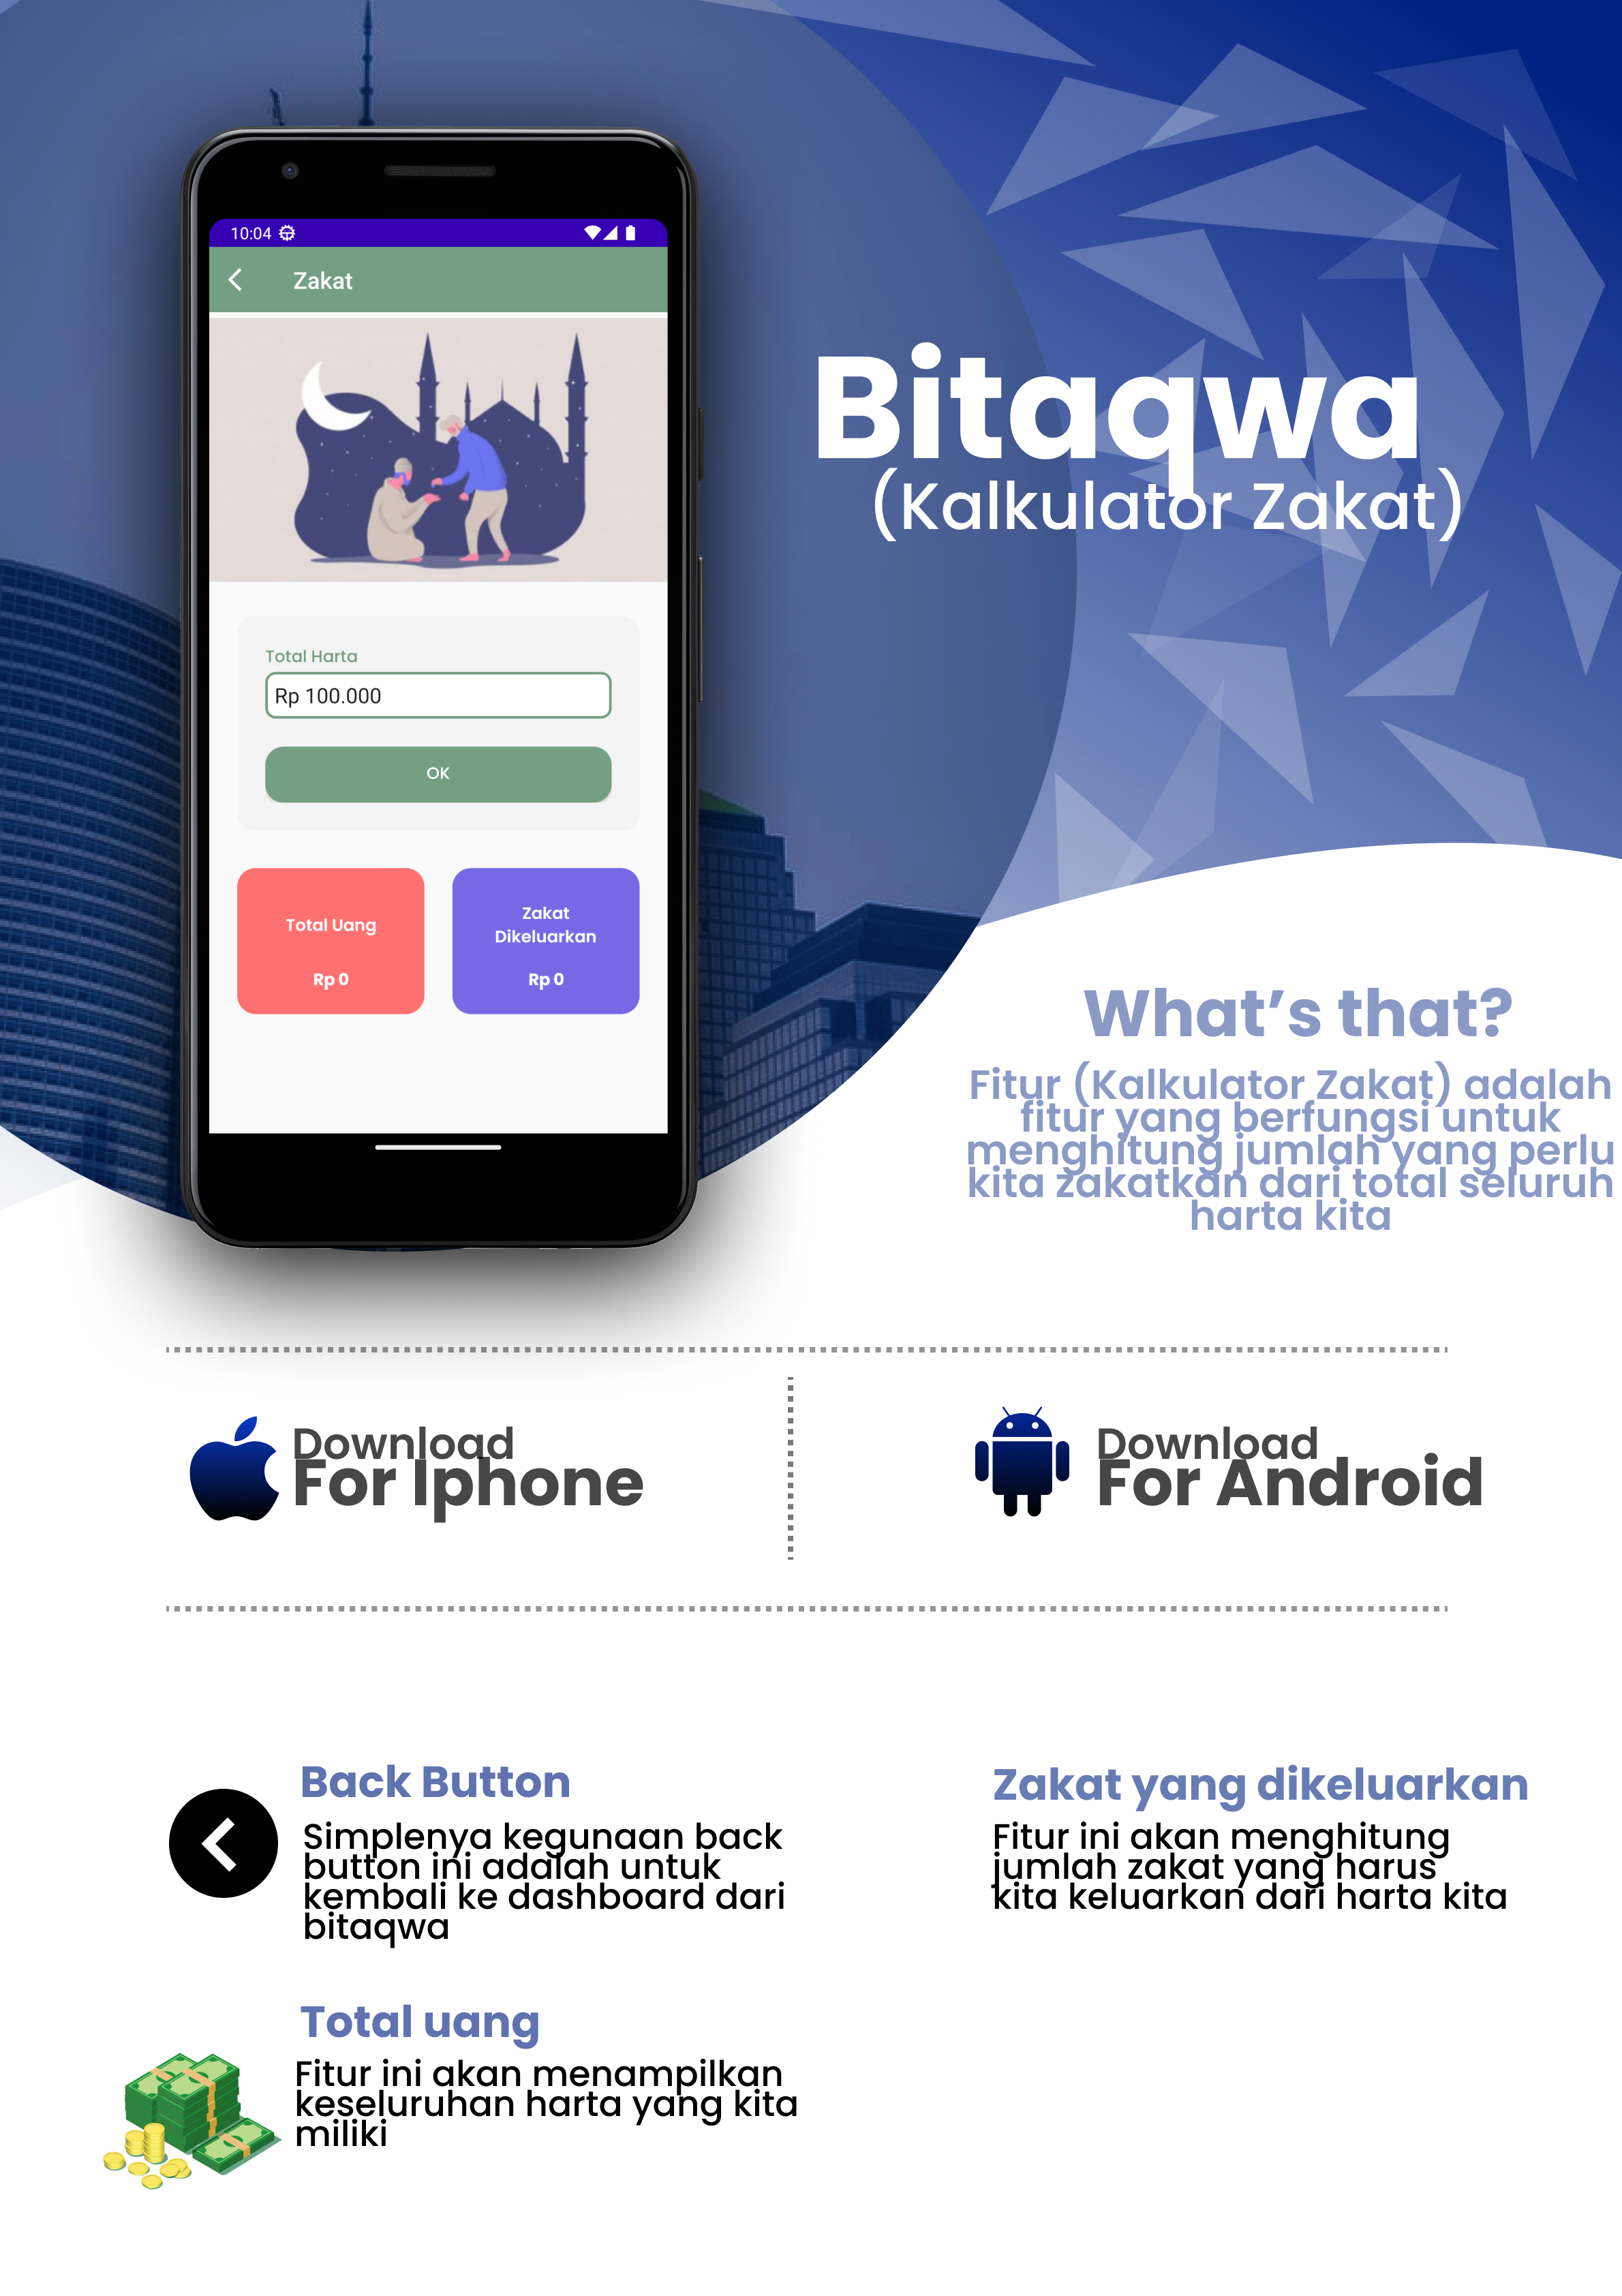 10:04
Zakat
Total Harta
Rp 100.000
OK
Total Uang
Rp 0
Zakat
Dikeluarkan
Rp 0
Bitaqwa
(Kalkulator Zakat)
What's that?
Fitur (Kalkulator Zakat) adalah
fitur yang berfungsi untuk
menghitung jumlah yang perlu
kita zakatkan dari total seluruh
harta kita
Download
For Iphone
Download
For Android
Back Button
Simplenya kegunaan back
button ini adalah untuk
kembali ke dashboard dari
bitaqwa
Zakat yang dikeluarkan
Fitur ini akan menghitung
jumlah zakat yang harus
kita keluarkan dari harta kita
Total uang
Fitur ini akan menampilkan
keseluruhan harta yang kita
miliki